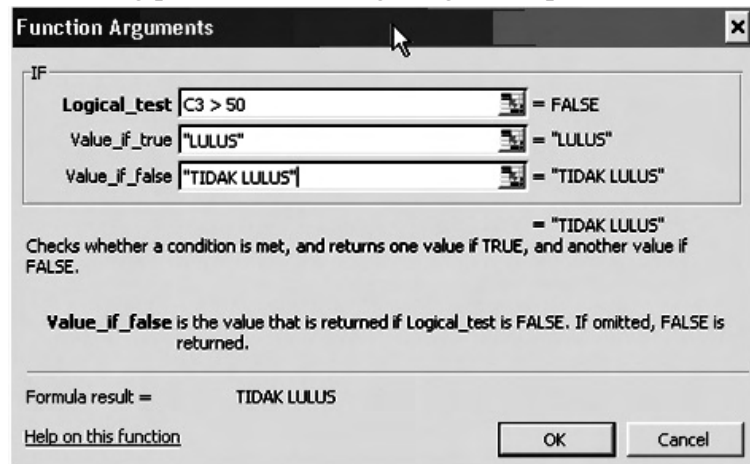 Function Arguments
IF
Logical_test C3 > 50 = FALSE
Value_if_true "LULUS" = "LULUS"
Value_if_false "TIDAK LULUS" = "TIDAK LULUS"
= "TIDAK LULUS"
Checks whether a condition is met, and returns one value if TRUE, and another value if
FALSE.
Value_if_false is the value that is returned if Logical_test is FALSE. If omitted, FALSE is
returned.
Formula result = TIDAK LULUS
Help on this function OK Cancel